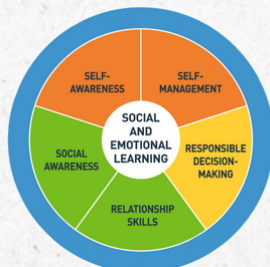 SELF-
AWARENESS
SELF-
MANAGEMENT
SOCIAL
AND
EMOTIONAL
LEARNING
SOCIAL
AWARENESS
RESPONSIBLE
DECISION-
MAKING
RELATIONSHIP
SKILLS